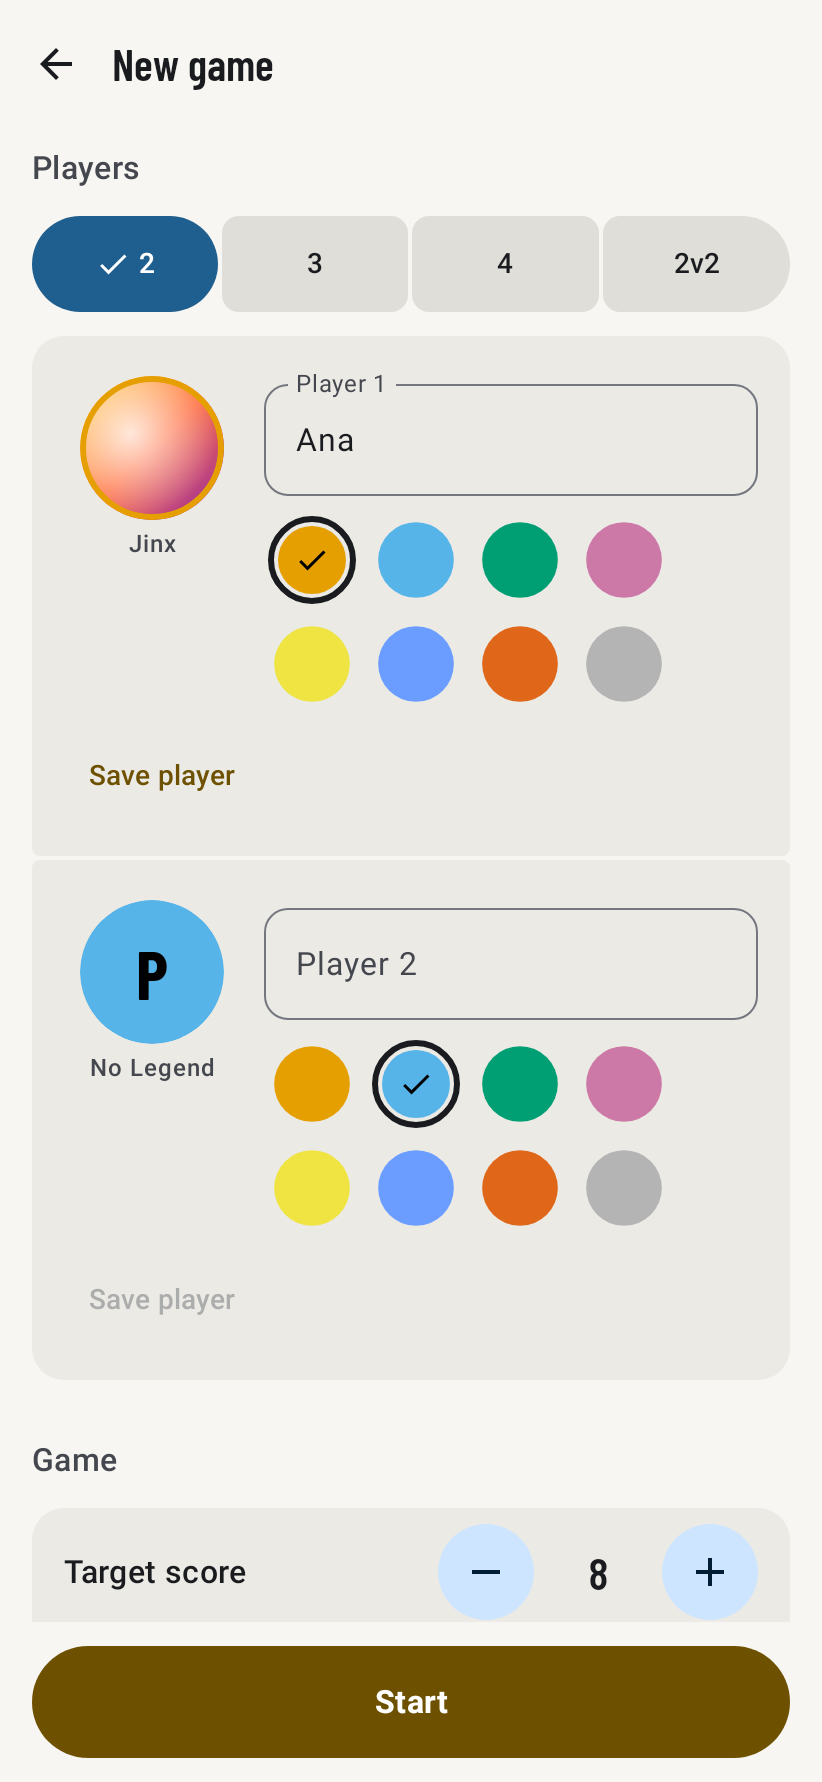 New game
Players
2
3
4
2v2
Player 1
Ana
Jinx
Save player
P
Player 2
No Legend
Save player
Game
Target score
8
Start